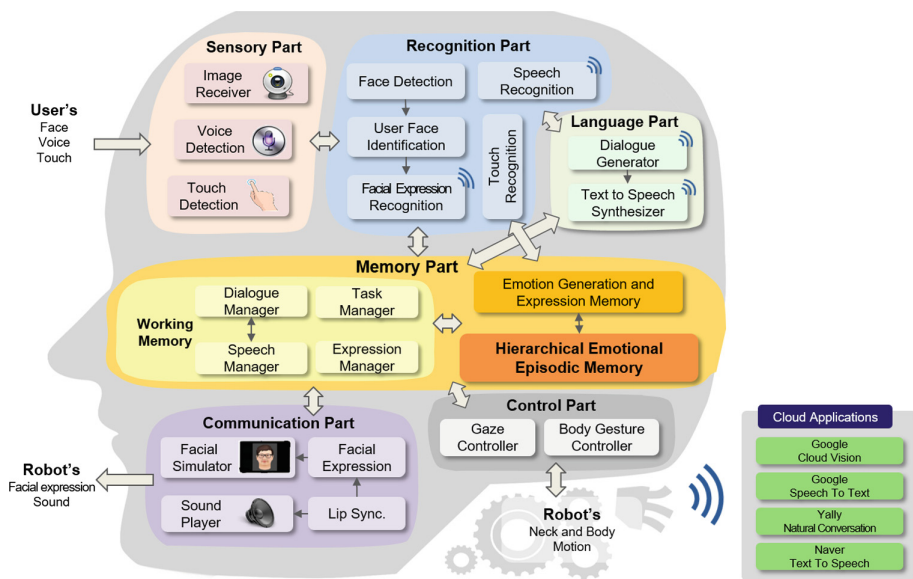 Sensory Part
Image
Receiver
Voice
Detection
Touch
Detection
User's
Face
Voice
Touch
Recognition Part
Face Detection
User Face
Identification
Facial Expression
Recognition
Speech
Recognition
Touch
Recognition
Language Part
Dialogue
Generator
Text to Speech
Synthesizer
Memory Part
Working
Memory
Dialogue
Manager
Task
Manager
Speech
Manager
Expression
Manager
Emotion Generation and
Expression Memory
Hierarchical Emotional
Episodic Memory
Communication Part
Facial
Simulator
Facial
Expression
Sound
Player
Lip Sync.
Robot's
Facial expression
Sound
Control Part
Gaze
Controller
Body Gesture
Controller
Robot's
Neck and Body
Motion
Cloud Applications
Google
Cloud Vision
Google
Speech To Text
Yally
Natural Conversation
Naver
Text To Speech